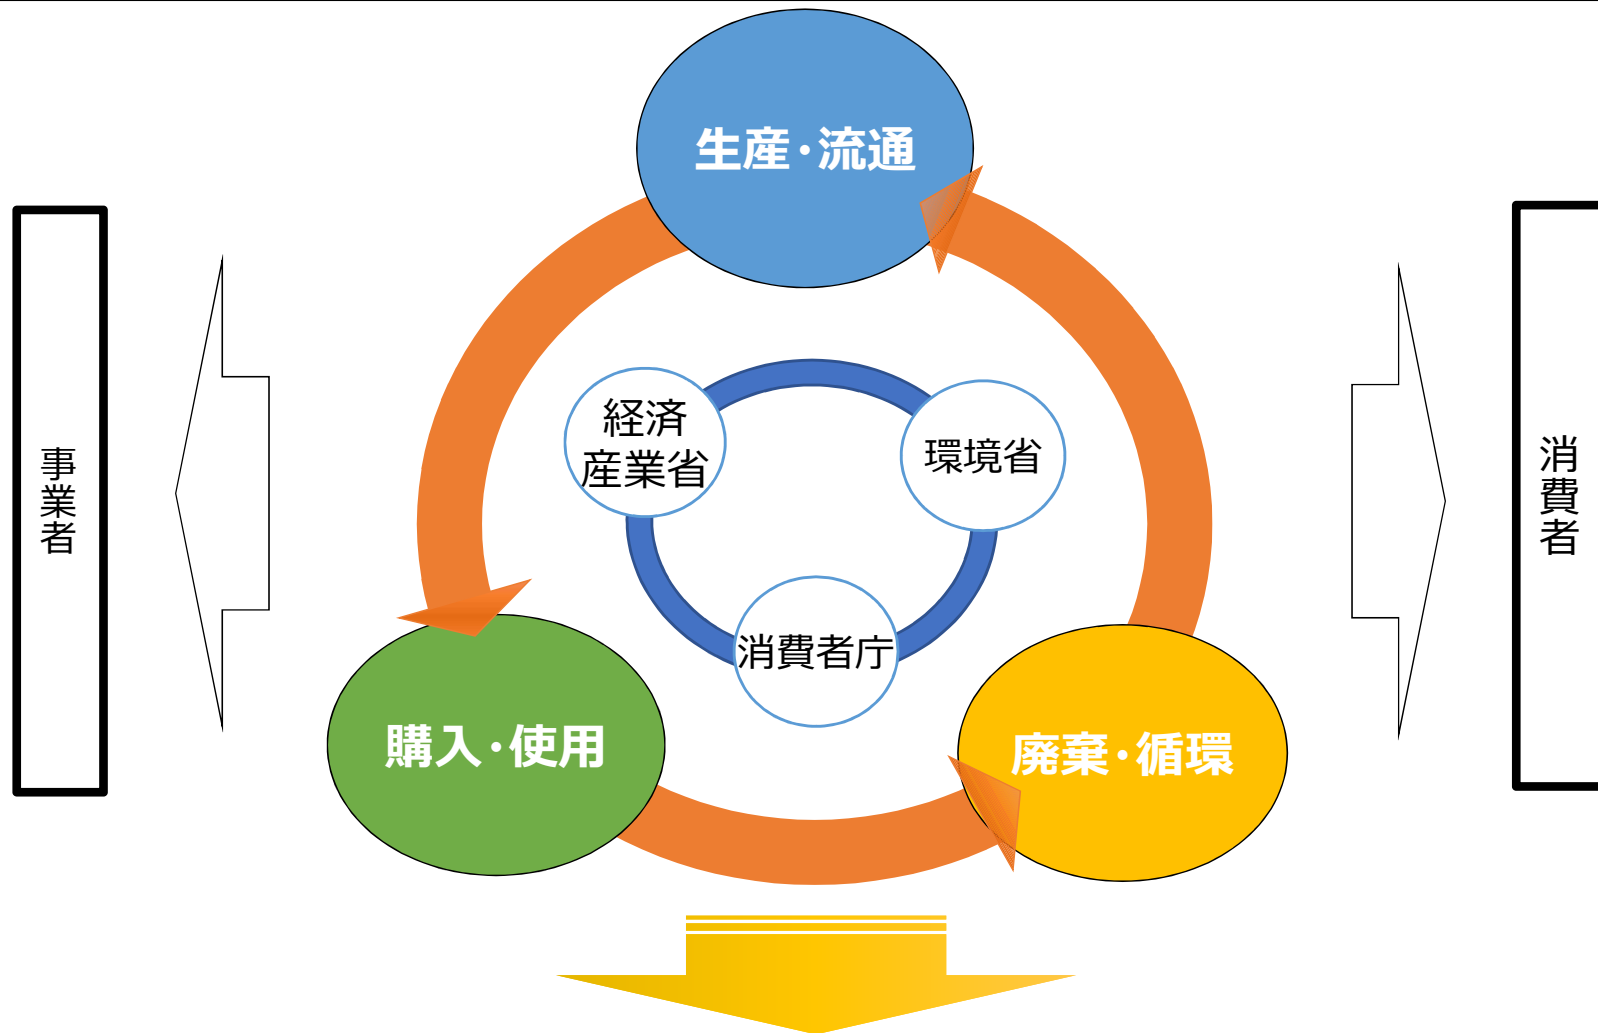 生産・流通
事業者
経済
産業省
環境省
消費者
消費者庁
購入・使用
廃棄・循環